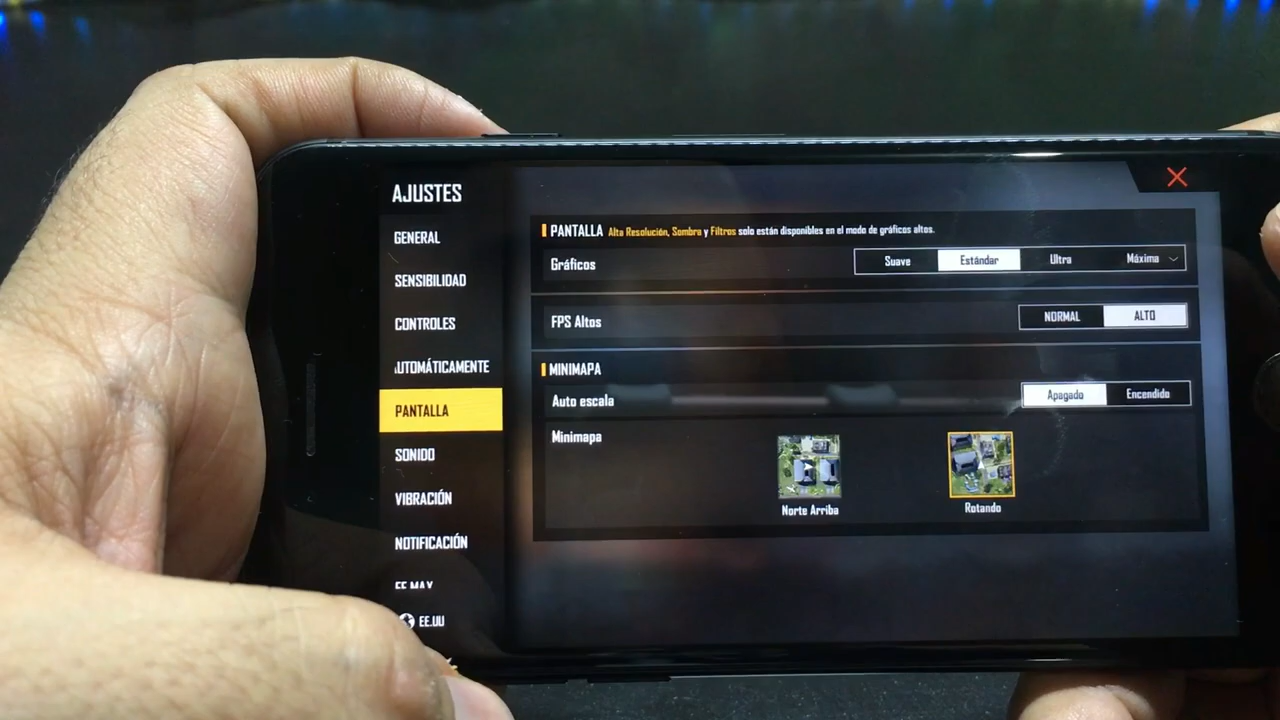 AJUSTES
GENERAL
SENSIBILIDAD
CONTROLES
UTOMÁTICAMENTE
PANTALLA
SONIDO
VIBRACIÓN
NOTIFICACIÓN
EE.UU
PANTALLA Alta Resolución, Sombra y Filtros solo están disponibles en el modo de gráficos altos.
Gráficos Suave Estándar Ultra Máxima
FPS Altos NORMAL ALTO
MINIMAPA
Auto escala Apagado Encendido
Minimapa
Norte Arriba Rotando